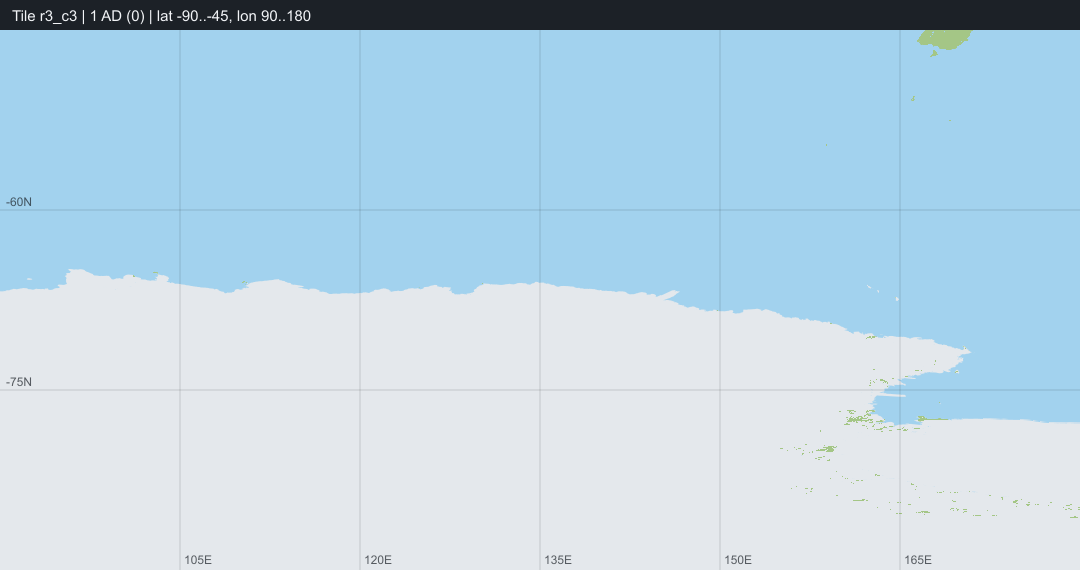 Tile r3_c3 | 1 AD (0) | lat -90..-45, lon 90..180
-60N
-75N
105E
120E
135E
150E
165E